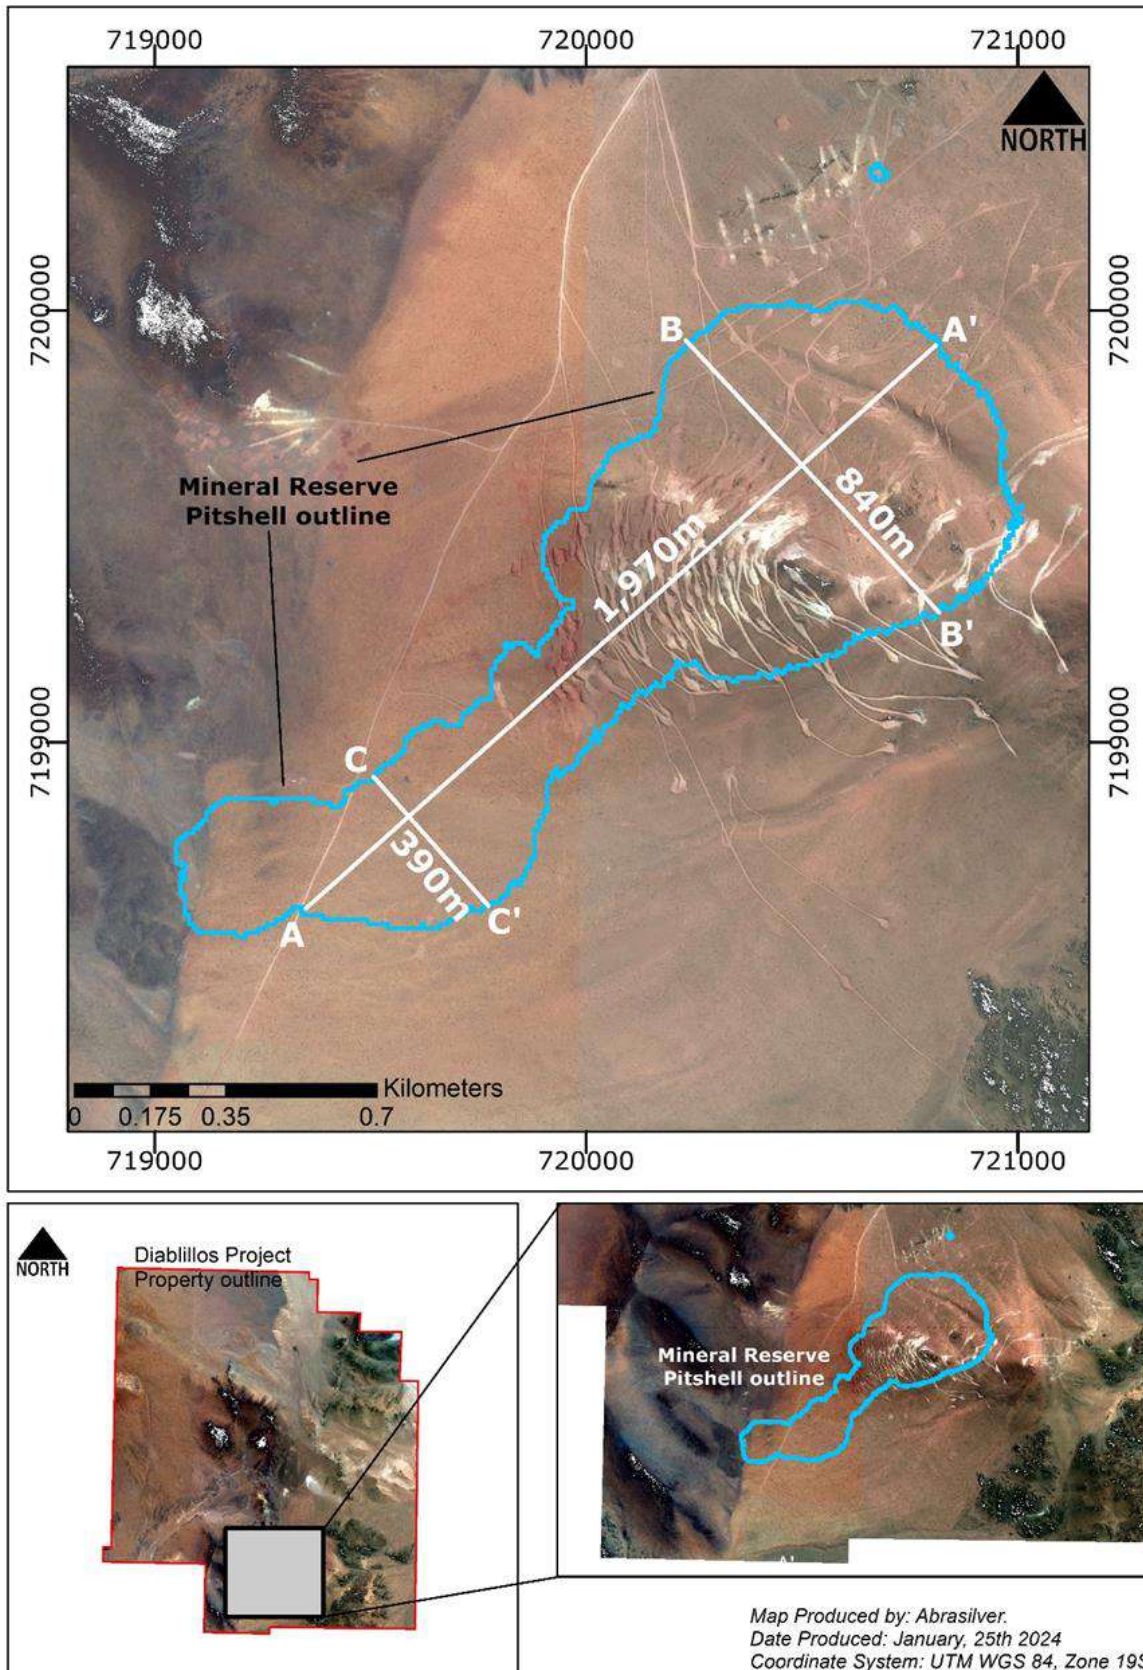 719000 720000 721000
NORTH
7200000 7200000
B A'
Mineral Reserve
Pitshell outline
840m
1,970m
B'
7199000 7199000
C
390m
A C'
Kilometers
0 0.175 0.35 0.7
719000 720000 721000
NORTH
Diablillos Project
Property outline
Mineral Reserve
Pitshell outline
Map Produced by: Abrasilver.
Date Produced: January, 25th 2024
Coordinate System: UTM WGS 84, Zone